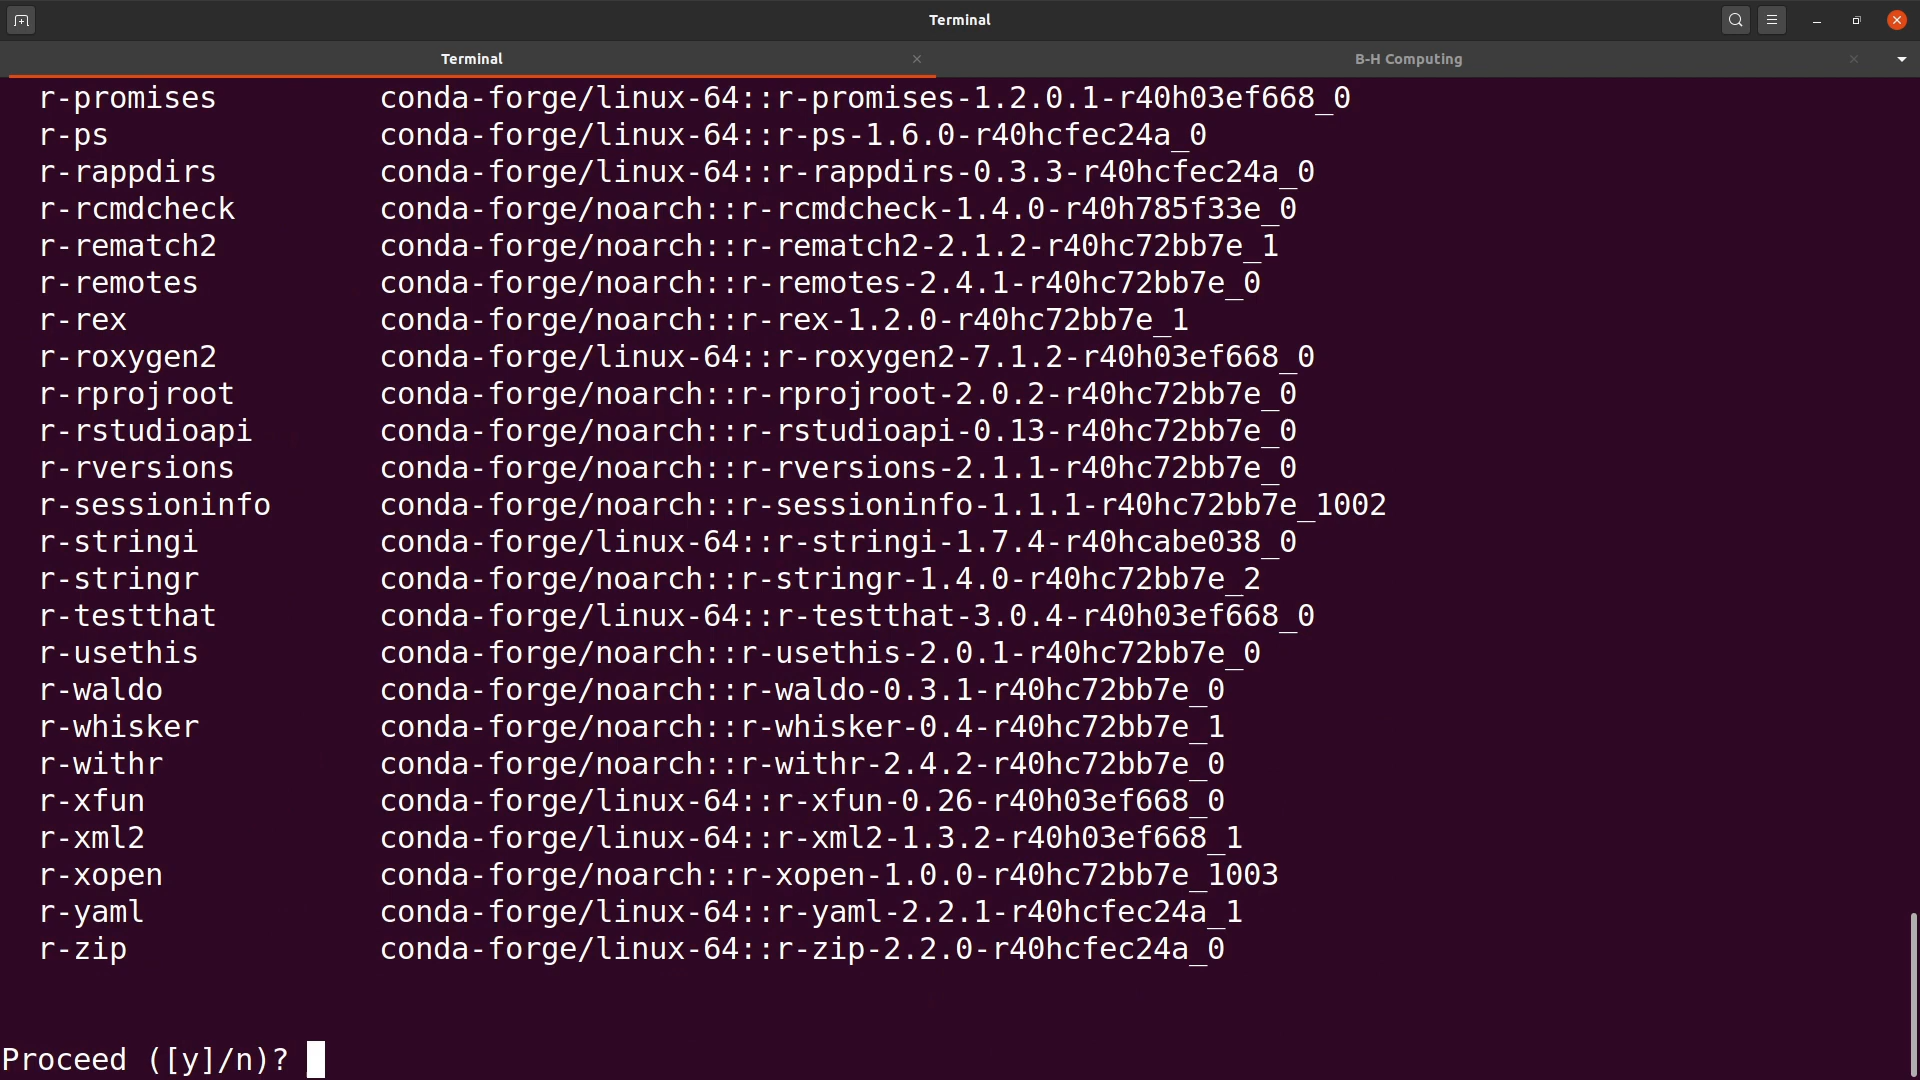 Terminal
Terminal
B-H Computing
r-promises conda-forge/linux-64::r-promises-1.2.0.1-r40h03ef668_0
r-ps conda-forge/linux-64::r-ps-1.6.0-r40hcfec24a_0
r-rappdirs conda-forge/linux-64::r-rappdirs-0.3.3-r40hcfec24a_0
r-rcmdcheck conda-forge/noarch::r-rcmdcheck-1.4.0-r40h785f33e_0
r-rematch2 conda-forge/noarch::r-rematch2-2.1.2-r40hc72bb7e_1
r-remotes conda-forge/noarch::r-remotes-2.4.1-r40hc72bb7e_0
r-rex conda-forge/noarch::r-rex-1.2.0-r40hc72bb7e_1
r-roxygen2 conda-forge/linux-64::r-roxygen2-7.1.2-r40h03ef668_0
r-rprojroot conda-forge/noarch::r-rprojroot-2.0.2-r40hc72bb7e_0
r-rstudioapi conda-forge/noarch::r-rstudioapi-0.13-r40hc72bb7e_0
r-rversions conda-forge/noarch::r-rversions-2.1.1-r40hc72bb7e_0
r-sessioninfo conda-forge/noarch::r-sessioninfo-1.1.1-r40hc72bb7e_1002
r-stringi conda-forge/linux-64::r-stringi-1.7.4-r40hcabe038_0
r-stringr conda-forge/noarch::r-stringr-1.4.0-r40hc72bb7e_2
r-testthat conda-forge/linux-64::r-testthat-3.0.4-r40h03ef668_0
r-usethis conda-forge/noarch::r-usethis-2.0.1-r40hc72bb7e_0
r-waldo conda-forge/noarch::r-waldo-0.3.1-r40hc72bb7e_0
r-whisker conda-forge/noarch::r-whisker-0.4-r40hc72bb7e_1
r-withr conda-forge/noarch::r-withr-2.4.2-r40hc72bb7e_0
r-xfun conda-forge/linux-64::r-xfun-0.26-r40h03ef668_0
r-xml2 conda-forge/linux-64::r-xml2-1.3.2-r40h03ef668_1
r-xopen conda-forge/noarch::r-xopen-1.0.0-r40hc72bb7e_1003
r-yaml conda-forge/linux-64::r-yaml-2.2.1-r40hcfec24a_1
r-zip conda-forge/linux-64::r-zip-2.2.0-r40hcfec24a_0
Proceed ([y]/n)?